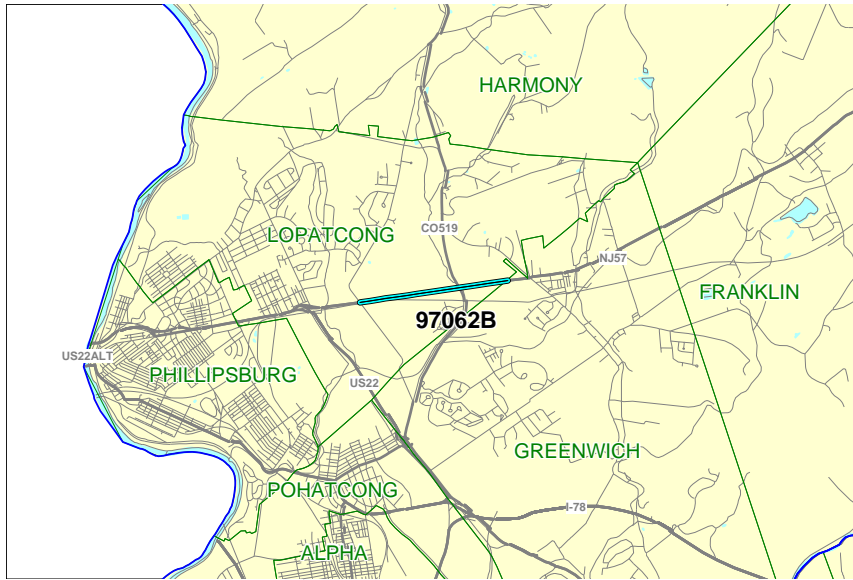 HARMONY
CO519
LOPATCONG
NJ57
FRANKLIN
97062B
US22ALT
PHILLIPSBURG
US22
GREENWICH
POHATCONG
I-78
ALPHA